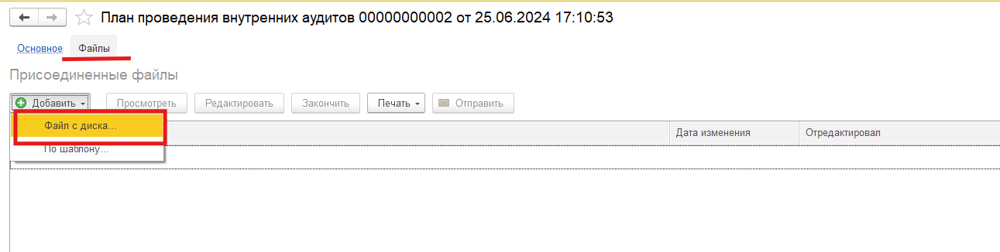 План проведения внутренних аудитов 00000000002 от 25.06.2024 17:10:53
Основное Файлы
Присоединенные файлы
Добавить Просмотреть Редактировать Закончить Печать Отправить
Файл с диска...
Дата изменения Отредактировал
По шаблону...